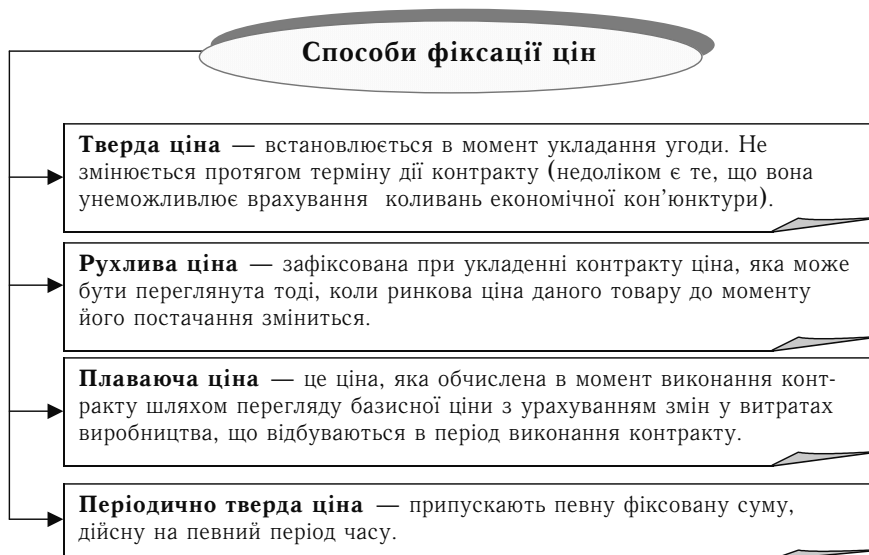 Способи фіксації цін
Тверда ціна — встановлюється в момент укладання угоди. Не
змінюється протягом терміну дії контракту (недоліком є те, що вона
унеможливлює врахування коливань економічної кон’юнктури).
Рухлива ціна — зафіксована при укладенні контракту ціна, яка може
бути переглянута тоді, коли ринкова ціна даного товару до моменту
його постачання зміниться.
Плаваюча ціна — це ціна, яка обчислена в момент виконання конт-
ракту шляхом перегляду базисної ціни з урахуванням змін у витратах
виробництва, що відбуваються в період виконання контракту.
Періодично тверда ціна — припускають певну фіксовану суму,
дійсну на певний період часу.